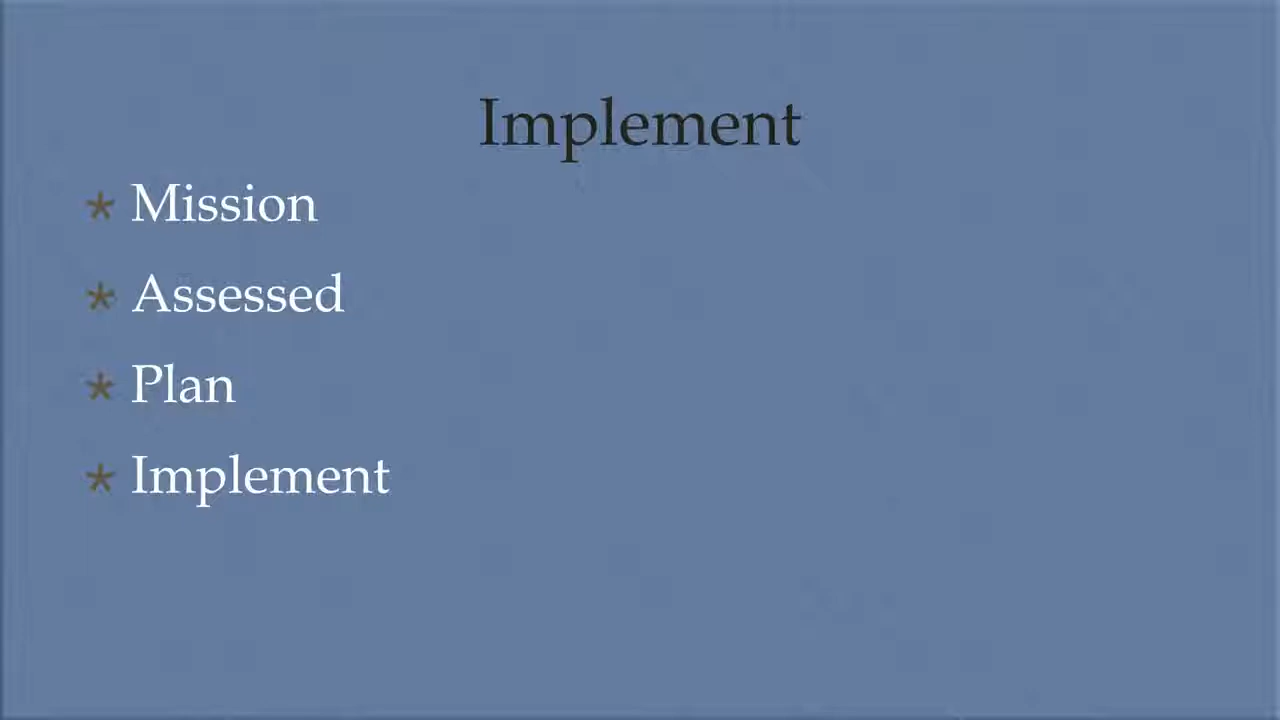 Implement
* Mission
* Assessed
* Plan
* Implement